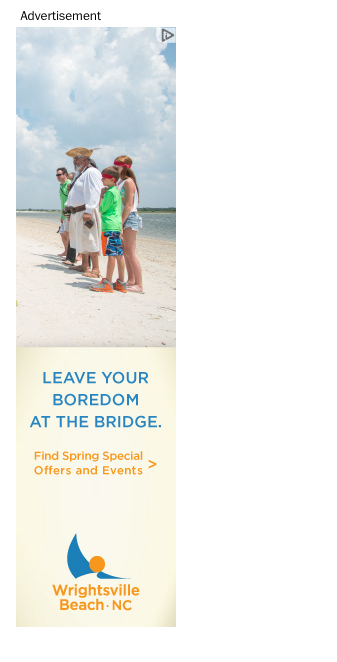 Advertisement
LEAVE YOUR
BOREDOM
AT THE BRIDGE.
Find Spring Special
Offers and Events >
Wrightsville
Beach · NC